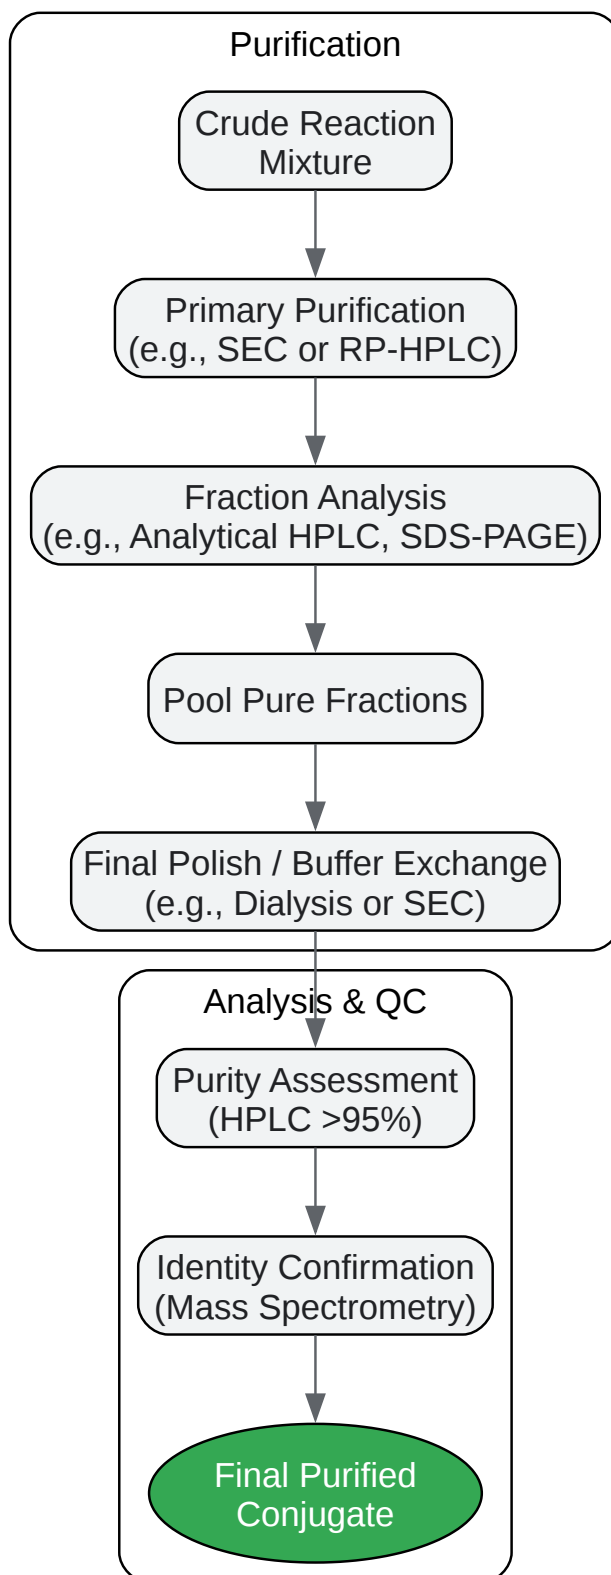 Purification
Crude Reaction
Mixture
Primary Purification
(e.g., SEC or RP-HPLC)
Fraction Analysis
(e.g., Analytical HPLC, SDS-PAGE)
Pool Pure Fractions
Final Polish / Buffer Exchange
(e.g., Dialysis or SEC)
Analysis & QC
Purity Assessment
(HPLC >95%)
Identity Confirmation
(Mass Spectrometry)
Final Purified
Conjugate